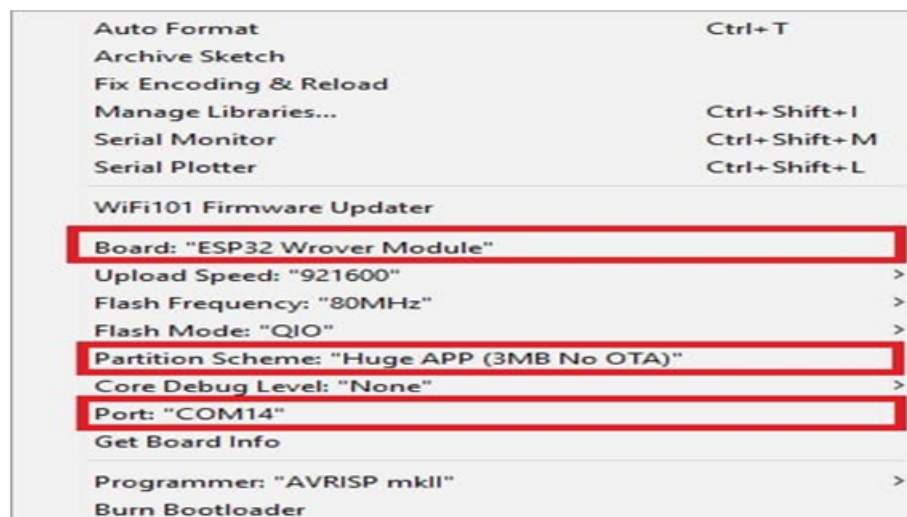 Auto Format Ctrl+T
Archive Sketch
Fix Encoding & Reload
Manage Libraries... Ctrl+Shift+I
Serial Monitor Ctrl+Shift+M
Serial Plotter Ctrl+Shift+L
WiFi101 Firmware Updater
Board: "ESP32 Wrover Module"
Upload Speed: "921600" >
Flash Frequency: "80MHz" >
Flash Mode: "QIO" >
Partition Scheme: "Huge APP (3MB No OTA)"
Core Debug Level: "None" >
Port: "COM14"
Get Board Info
Programmer: "AVRISP mkII" >
Burn Bootloader